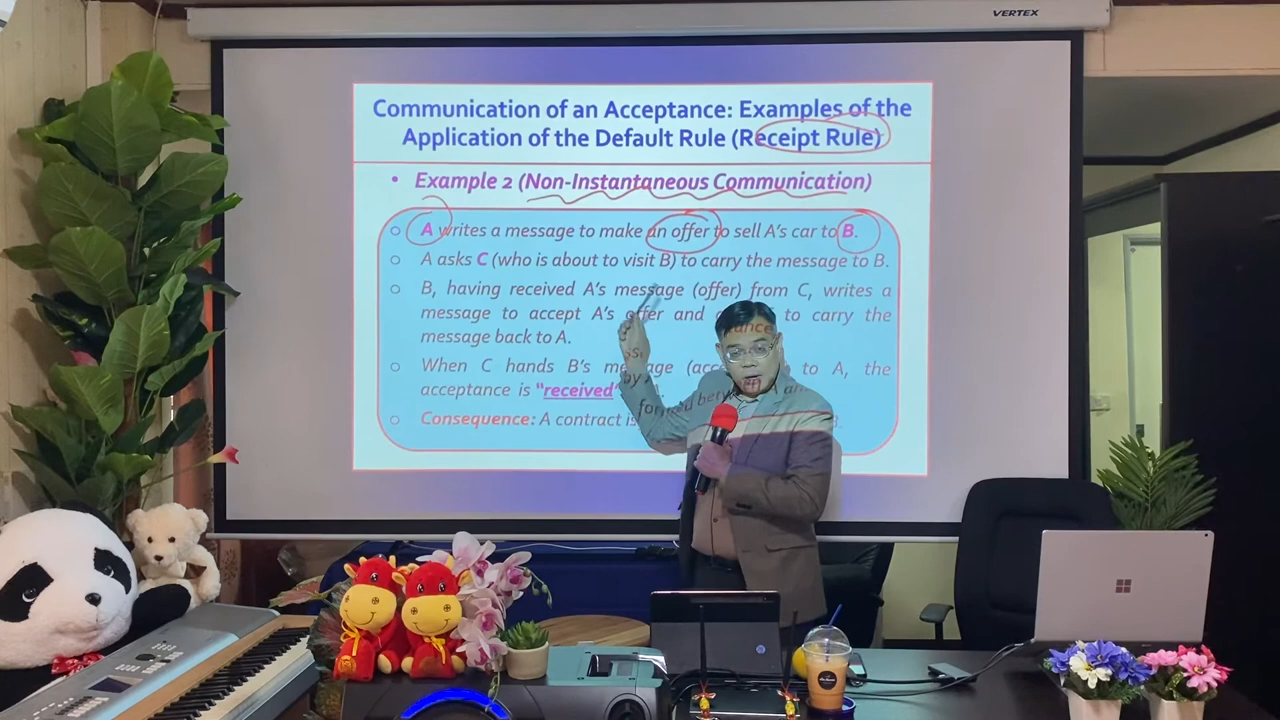 VERTEX
Communication of an Acceptance: Examples of the
Application of the Default Rule (Receipt Rule)
• Example 2 (Non-Instantaneous Communication)
○ A writes a message to make an offer to sell A's car to B.
○ A asks C (who is about to visit B) to carry the message to B.
○ B, having received A's message (offer) from C, writes a
message to accept A's offer and to carry the
message back to A.
○ When C hands B's message to A, the
acceptance is "received"
○ Consequence: A contract is formed between